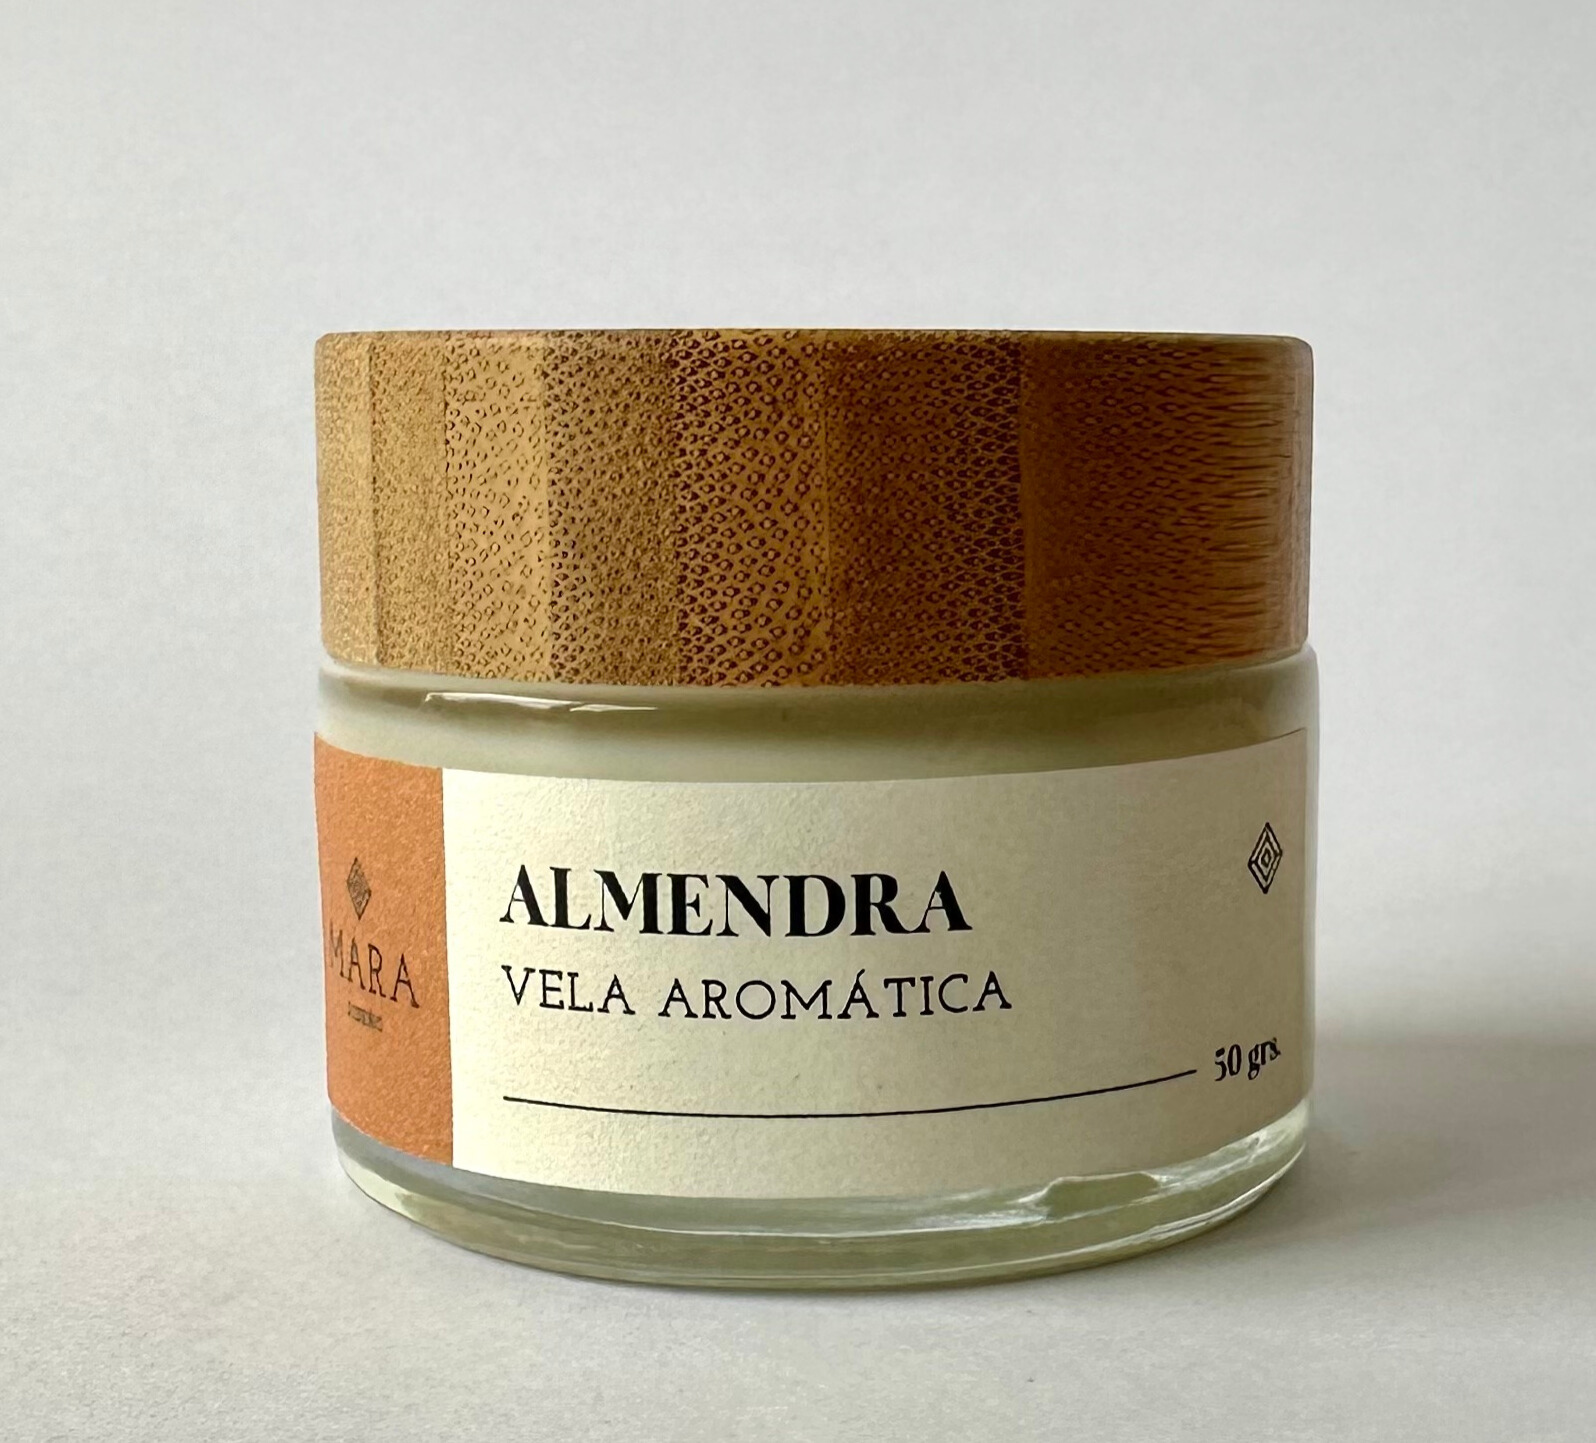 MARA
ALMENDRA
VELA AROMÁTICA
50 grs.